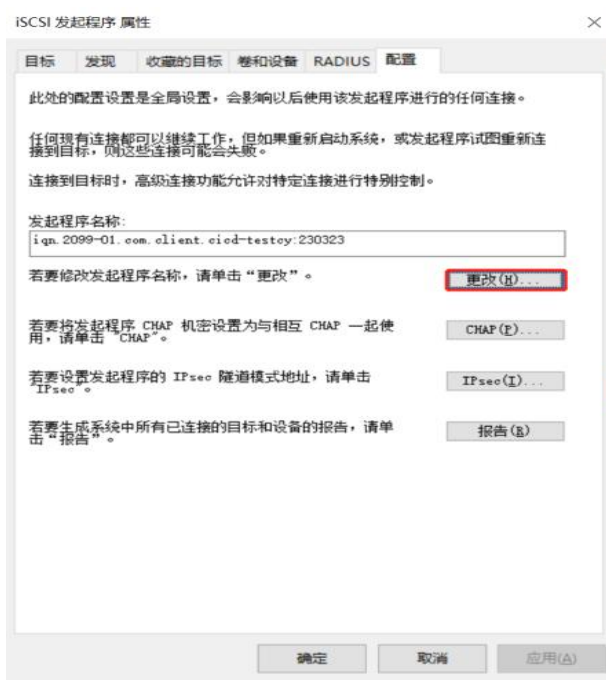 iSCSI 发起程序 属性
目标 发现 收藏的目标 卷和设备 RADIUS 配置
此处的配置设置是全局设置，会影响以后使用该发起程序进行的任何连接。
任何现有连接都可以继续工作，但如果重新启动系统，或发起程序试图重新连
接到目标，则这些连接可能会失败。
连接到目标时，高级连接功能允许对特定连接进行特别控制。
发起程序名称:
iqn.2099-01.com.client.cicd-testcy:230323
若要修改发起程序名称，请单击“更改”。
更改(H)...
若要将发起程序 CHAP 机密设置为与相互 CHAP 一起使
用，请单击 "CHAP"。
CHAP(P)...
若要设置发起程序的 IPsec 隧道模式地址，请单击
"IPsec"。
IPsec(I)...
若要生成系统中所有已连接的目标和设备的报告，请单
击“报告”。
报告(R)
确定 取消 应用(A)